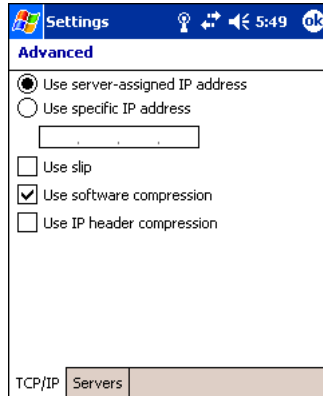 Settings 5:49 ok
Advanced
Use server-assigned IP address
Use specific IP address
. . .
Use slip
Use software compression
Use IP header compression
TCP/IP Servers